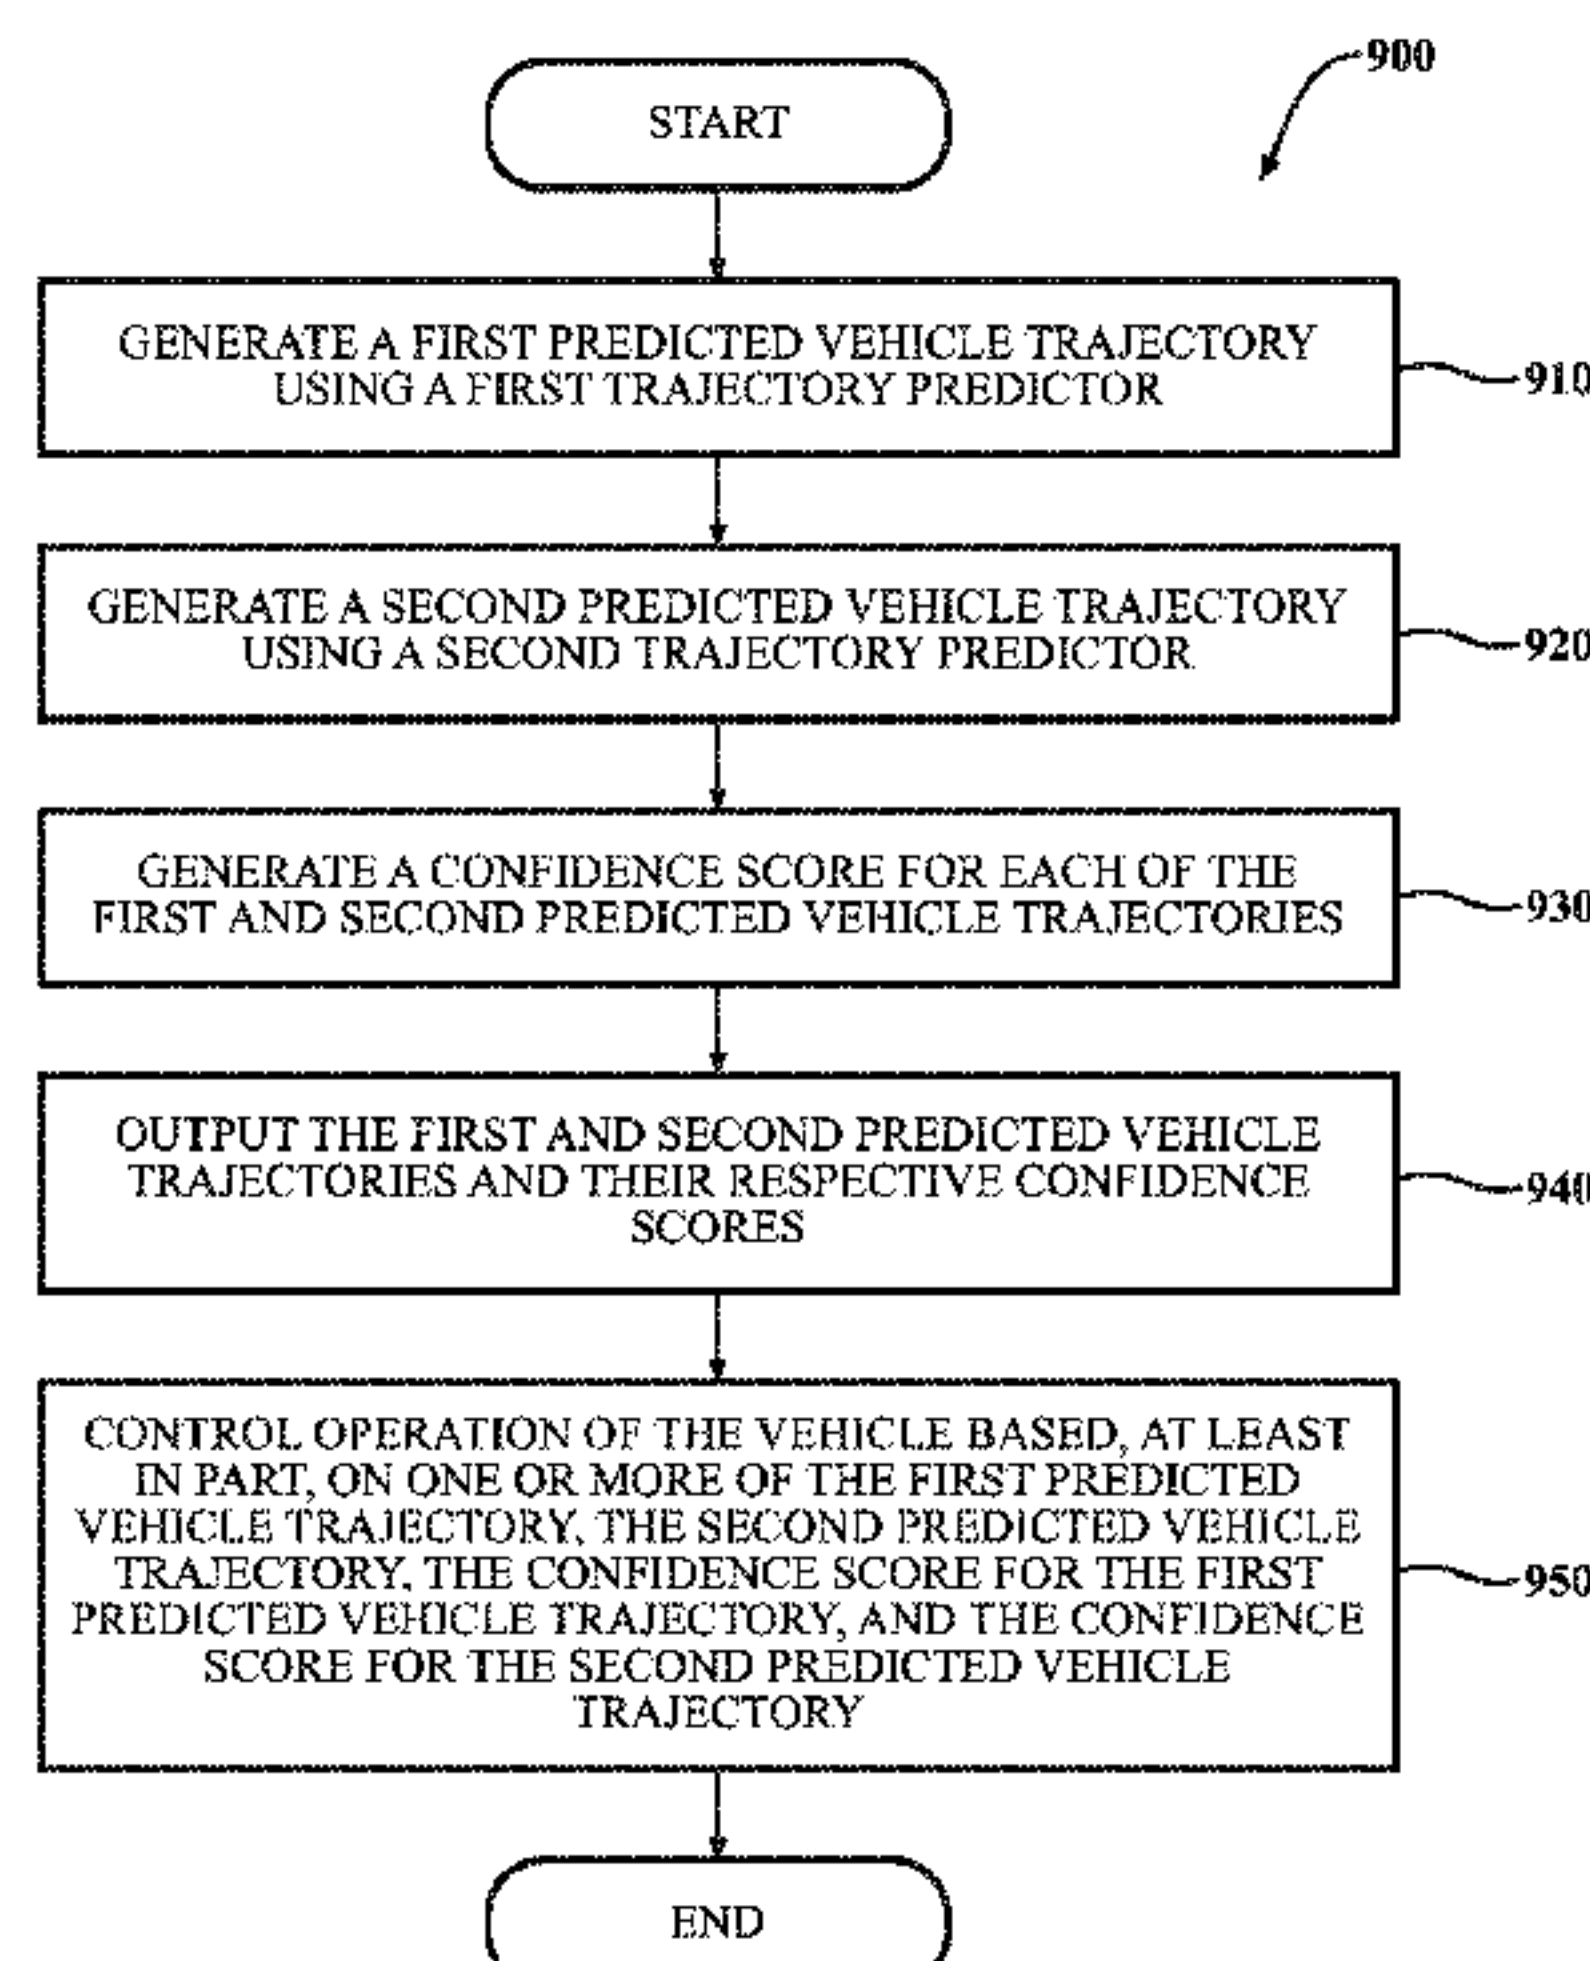 900
START
GENERATE A FIRST PREDICTED VEHICLE TRAJECTORY
USING A FIRST TRAJECTORY PREDICTOR
910
GENERATE A SECOND PREDICTED VEHICLE TRAJECTORY
USING A SECOND TRAJECTORY PREDICTOR
920
GENERATE A CONFIDENCE SCORE FOR EACH OF THE
FIRST AND SECOND PREDICTED VEHICLE TRAJECTORIES
930
OUTPUT THE FIRST AND SECOND PREDICTED VEHICLE
TRAJECTORIES AND THEIR RESPECTIVE CONFIDENCE
SCORES
940
CONTROL OPERATION OF THE VEHICLE BASED, AT LEAST
IN PART, ON ONE OR MORE OF THE FIRST PREDICTED
VEHICLE TRAJECTORY, THE SECOND PREDICTED VEHICLE
TRAJECTORY, THE CONFIDENCE SCORE FOR THE FIRST
PREDICTED VEHICLE TRAJECTORY, AND THE CONFIDENCE
SCORE FOR THE SECOND PREDICTED VEHICLE
TRAJECTORY
950
END